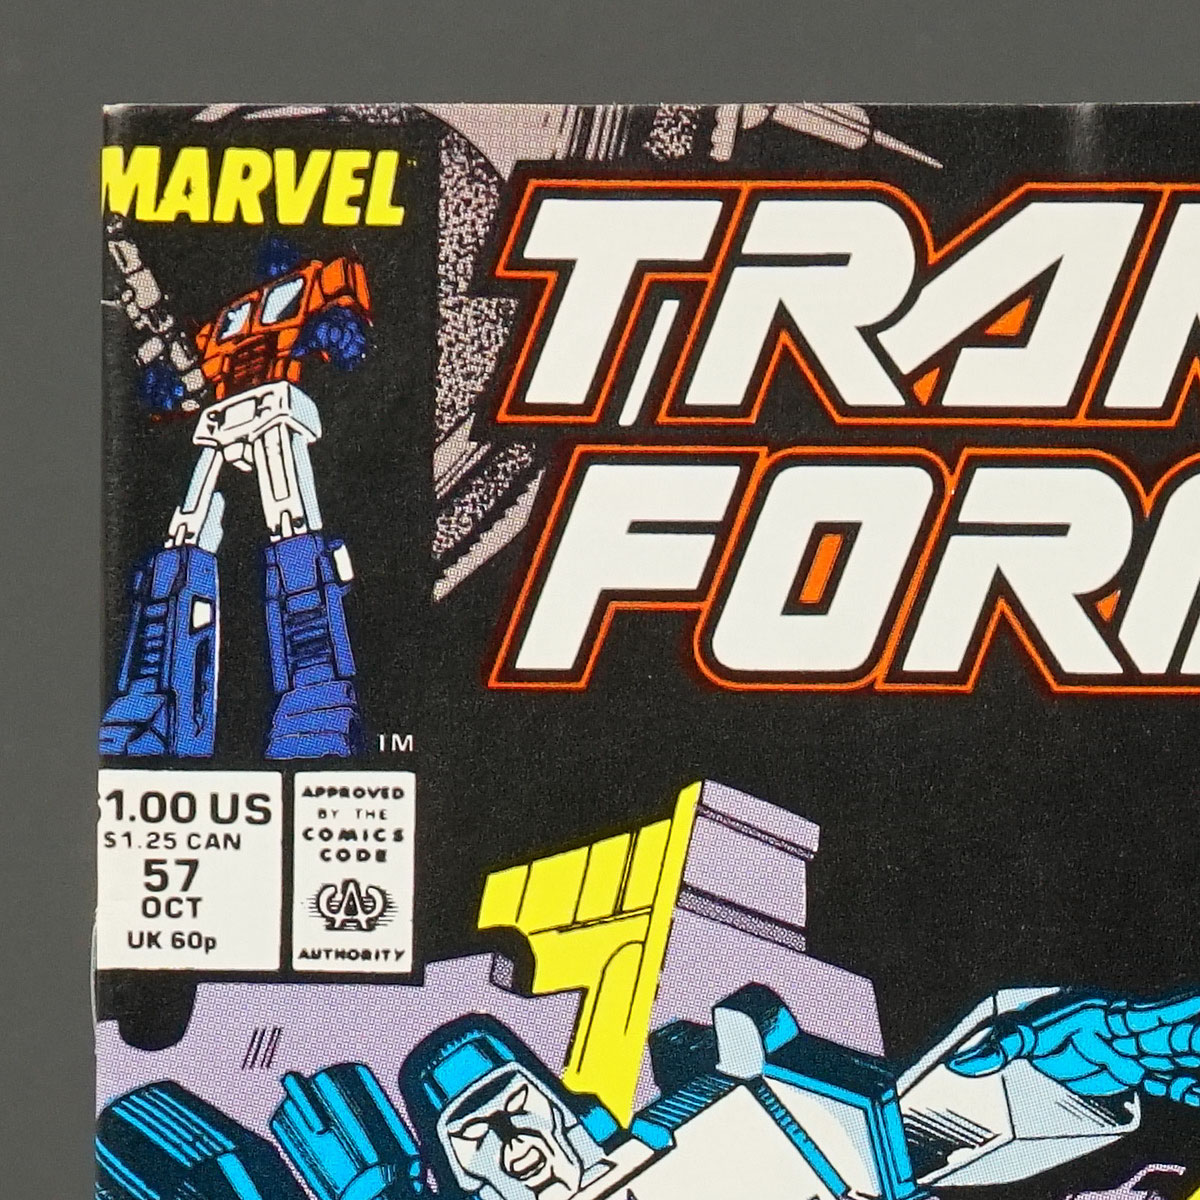 MARVEL
TRAN
FORM
TM
$1.00 US
$1.25 CAN
57
OCT
UK 60p
APPROVED
BY THE
COMICS
CODE
A
AUTHORITY